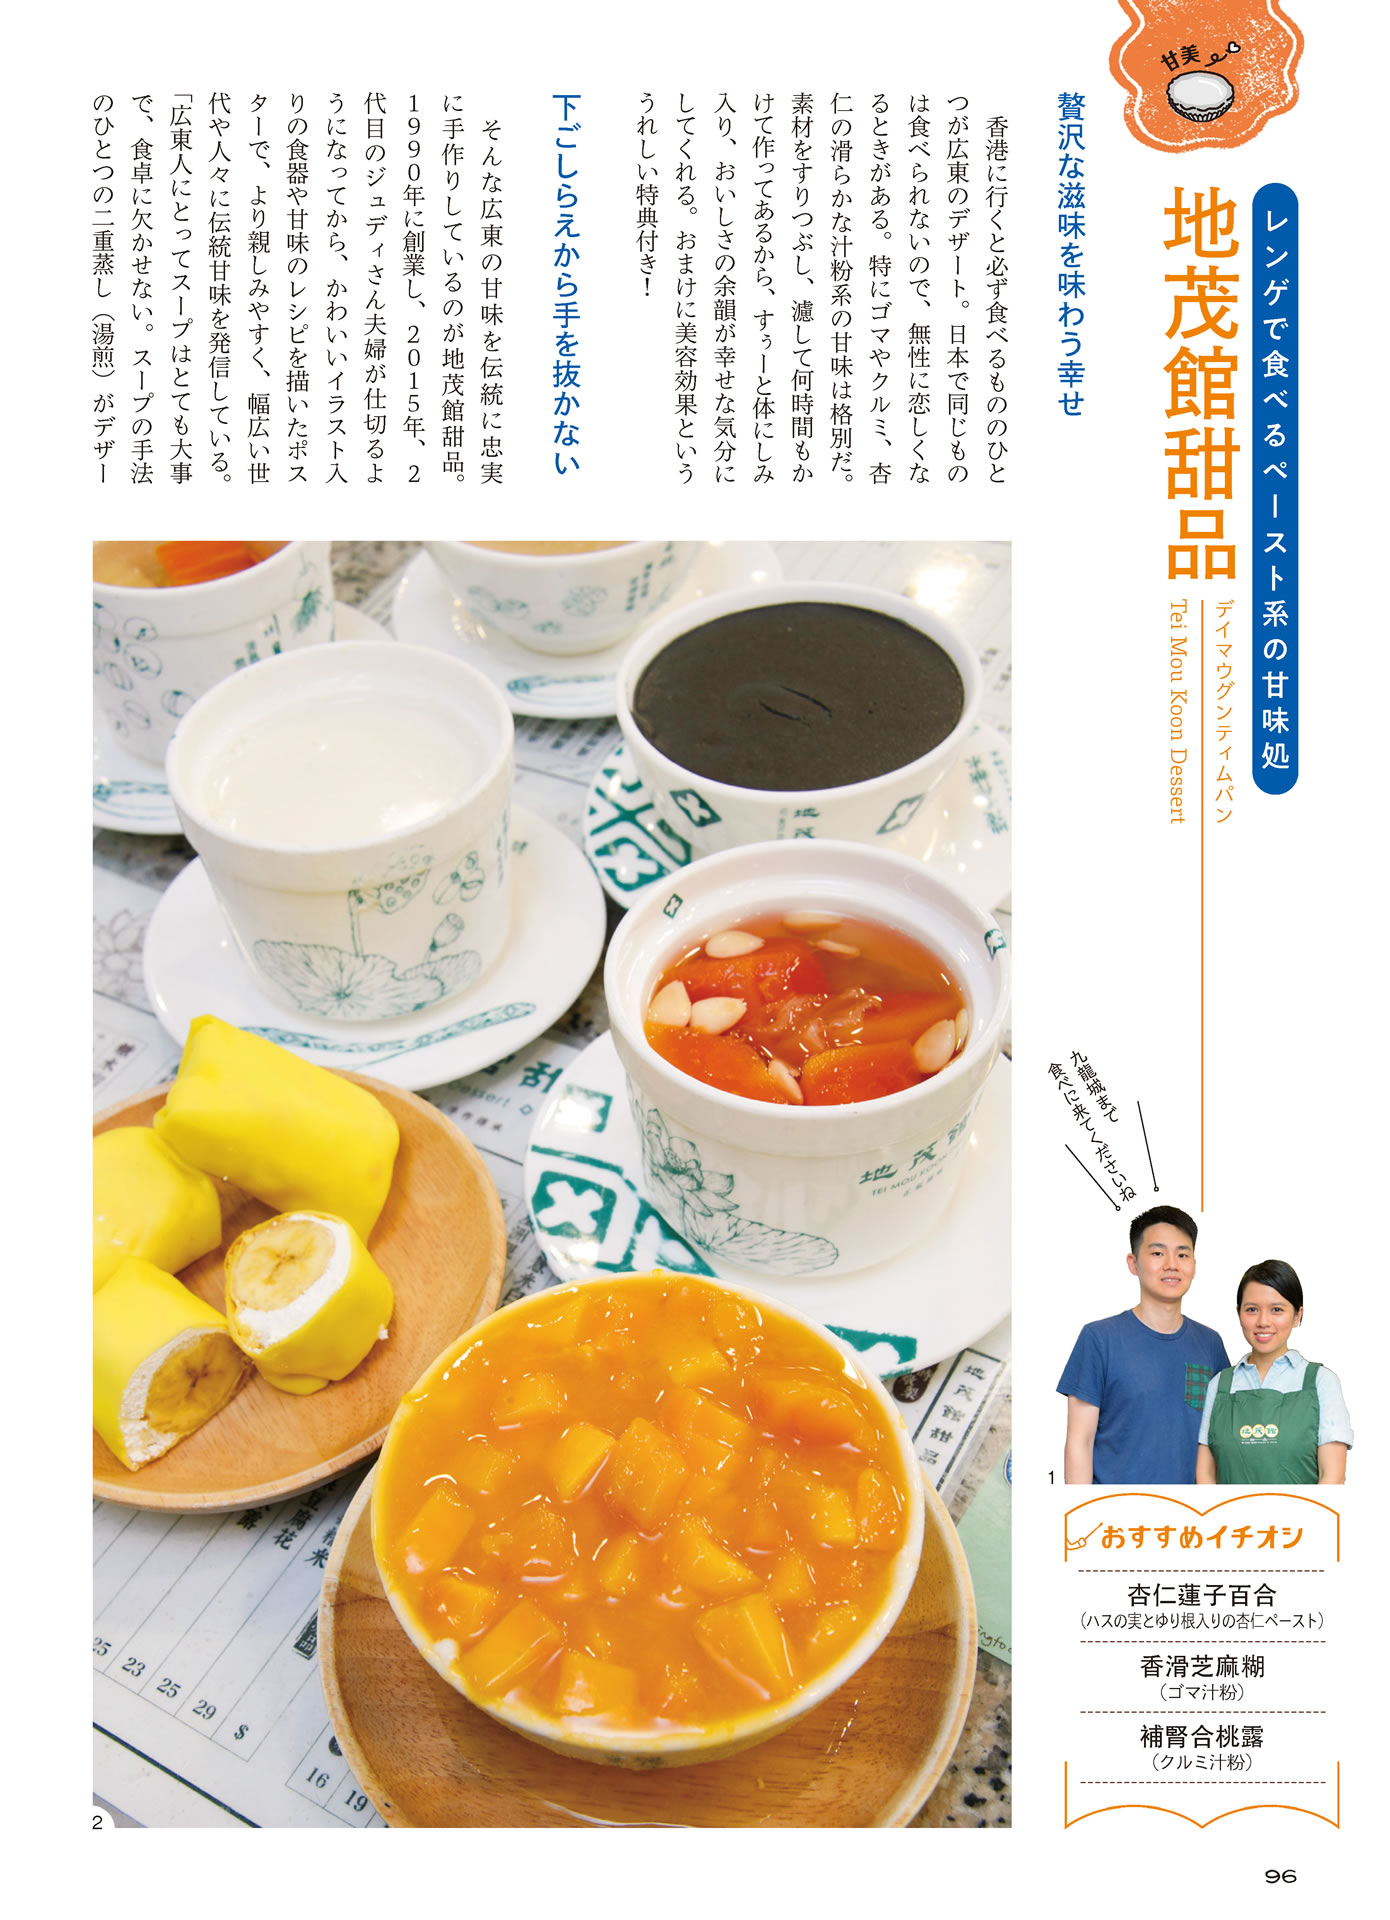 甘美
レンゲで食べるペースト系の甘味処
地茂館甜品
デイマウグンティムパン
Tei Mou Koon Dessert
贅沢な滋味を味わう幸せ
香港に行くと必ず食べるもののひと
つが広東のデザート。日本で同じもの
は食べられないので、無性に恋しくな
るときがある。特にゴマやクルミ、杏
仁の滑らかな汁粉系の甘味は格別だ。
素材をすりつぶし、濾して何時間もか
けて作ってあるから、すぅーと体にしみ
入り、おいしさの余韻が幸せな気分に
してくれる。おまけに美容効果という
うれしい特典付き！
下ごしらえから手を抜かない
そんな広東の甘味を伝統に忠実
に手作りしているのが地茂館甜品。
1990年に創業し、2015年、2
代目のジュディさん夫婦が仕切るよ
うになってから、かわいいイラスト入
りの食器や甘味のレシピを描いたポス
ターで、より親しみやすく、幅広い世
代や人々に伝統甘味を発信している。
「広東人にとってスープはとても大事
で、食卓に欠かせない。スープの手法
のひとつの二重蒸し（湯煎）がデザー
九龍城まで
食べに来てくださいね
1
おすすめイチオシ
杏仁蓮子百合
（ハスの実とゆり根入りの杏仁ペースト）
香滑芝麻糊
（ゴマ汁粉）
補腎合桃露
（クルミ汁粉）
地茂館
TEI MOU KOON
地茂館甜品
25
23
25
29
$
16
19
2
96